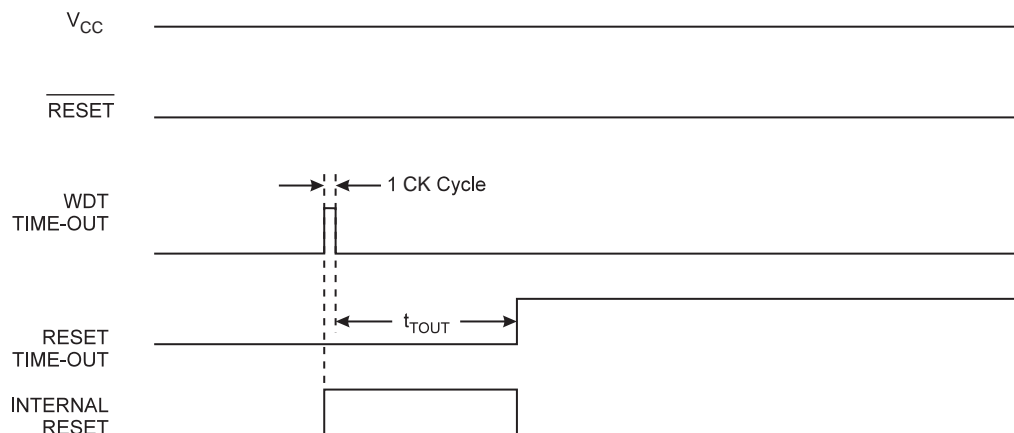 VCC
RESET
1 CK Cycle
WDT
TIME-OUT
tTOUT
RESET
TIME-OUT
INTERNAL
RESET